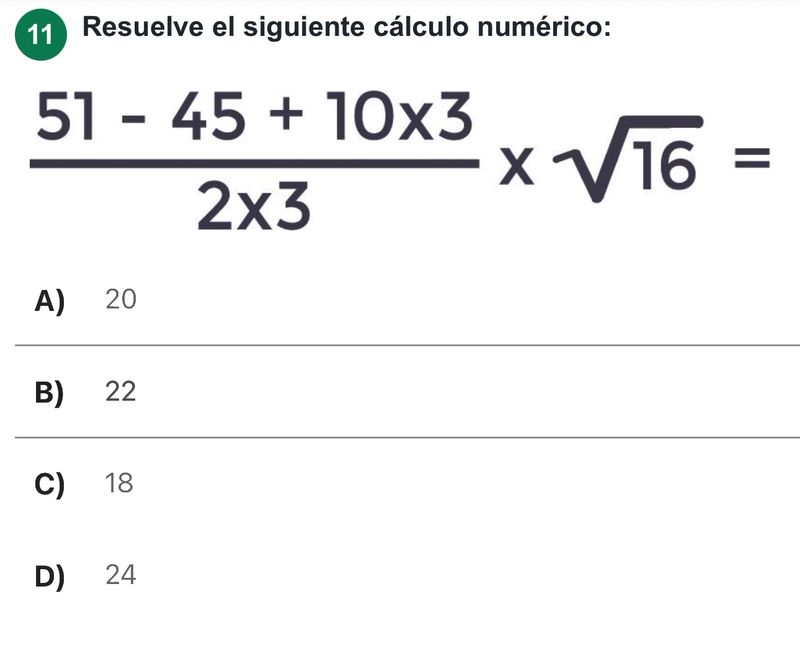 11 Resuelve el siguiente cálculo numérico:
51 - 45 + 10x3
x √16 =
2x3
A) 20
B) 22
C) 18
D) 24